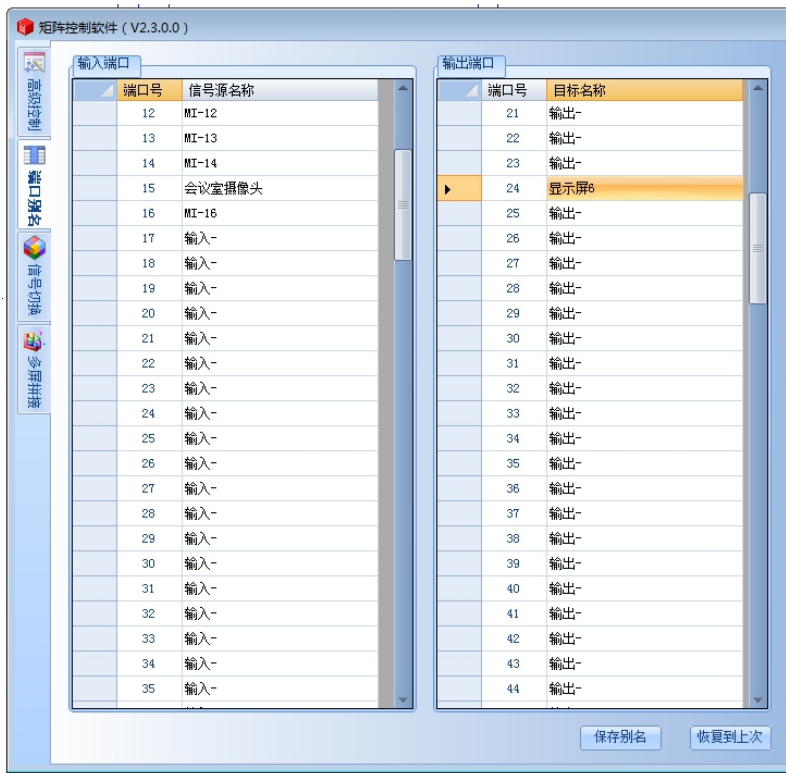 矩阵控制软件（V2.3.0.0）
高级控制
端口别名
信号切换
多屏拼接
输入端口
端口号 信号源名称
12 MI-12
13 MI-13
14 MI-14
15 会议室摄像头
16 MI-16
17 输入-
18 输入-
19 输入-
20 输入-
21 输入-
22 输入-
23 输入-
24 输入-
25 输入-
26 输入-
27 输入-
28 输入-
29 输入-
30 输入-
31 输入-
32 输入-
33 输入-
34 输入-
35 输入-
输出端口
端口号 目标名称
21 输出-
22 输出-
23 输出-
24 显示屏6
25 输出-
26 输出-
27 输出-
28 输出-
29 输出-
30 输出-
31 输出-
32 输出-
33 输出-
34 输出-
35 输出-
36 输出-
37 输出-
38 输出-
39 输出-
40 输出-
41 输出-
42 输出-
43 输出-
44 输出-
保存别名 恢复到上次